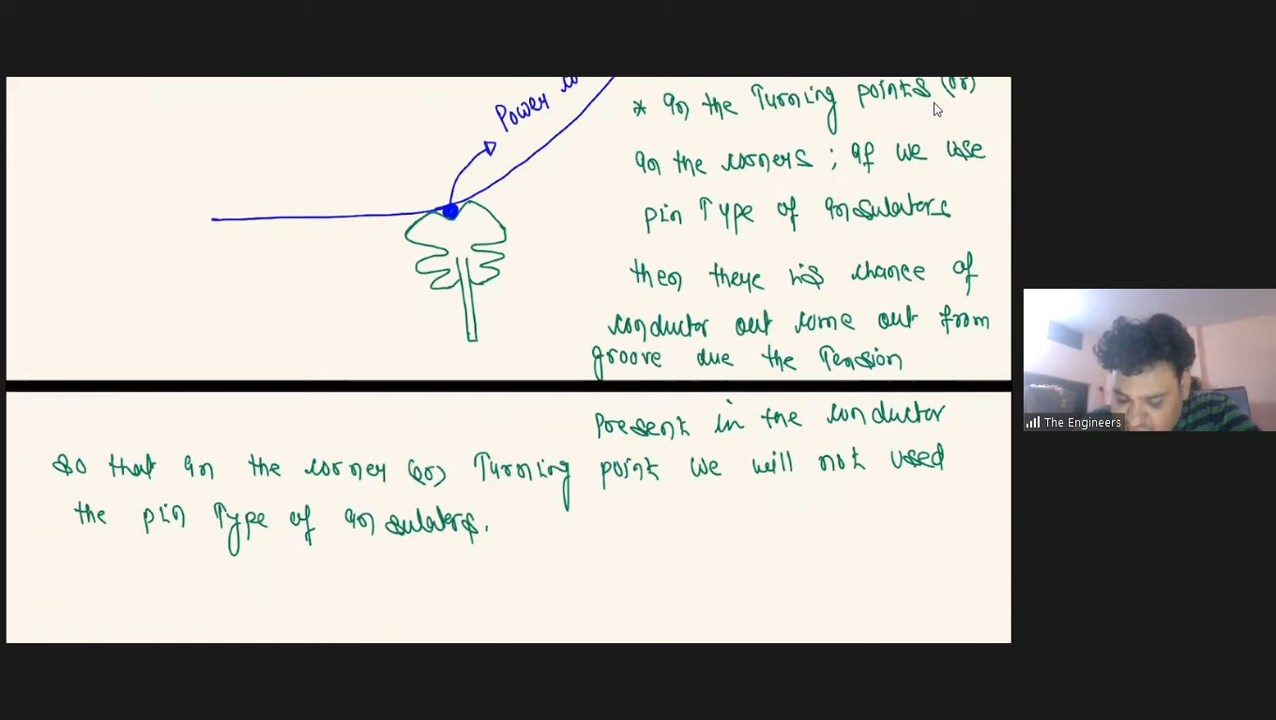 Power
* In the Turning points (or)
In the corners ; If we use
pin Type of Insulators
then there is chance of
conductor out come out from
groove due the Tension
Present in the conductor
so that In the corner (or) Turning point we will not used
the pin Type of Insulators.
The Engineers